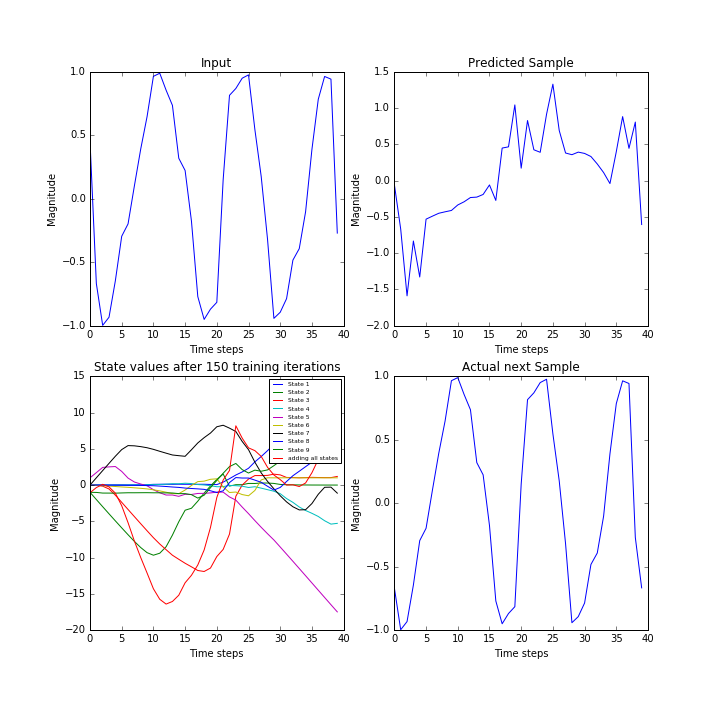 Input
1.0
0.5
0.0
−0.5
−1.0
Magnitude
0 5 10 15 20 25 30 35 40
Time steps
Predicted Sample
1.5
1.0
0.5
0.0
−0.5
−1.0
−1.5
−2.0
Magnitude
0 5 10 15 20 25 30 35 40
Time steps
State values after 150 training iterations
15
10
5
0
−5
−10
−15
−20
Magnitude
State 1
State 2
State 3
State 4
State 5
State 6
State 7
State 8
State 9
adding all states
0 5 10 15 20 25 30 35 40
Time steps
Actual next Sample
1.0
0.5
0.0
−0.5
−1.0
Magnitude
0 5 10 15 20 25 30 35 40
Time steps